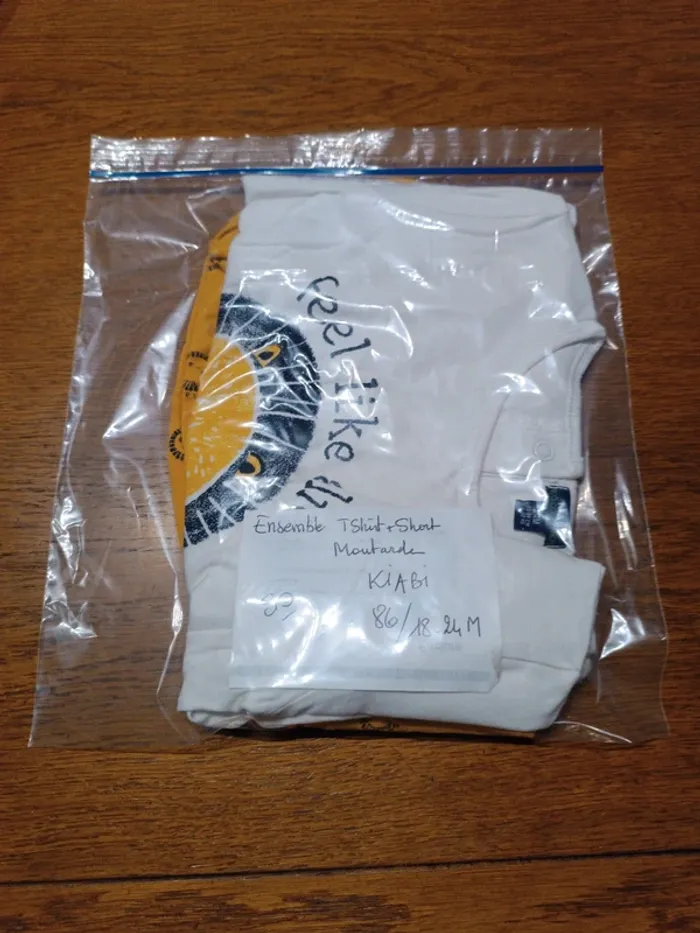 feel like a
Ensemble TShirt + Short
Moutarde
KIABI
86/18-24M